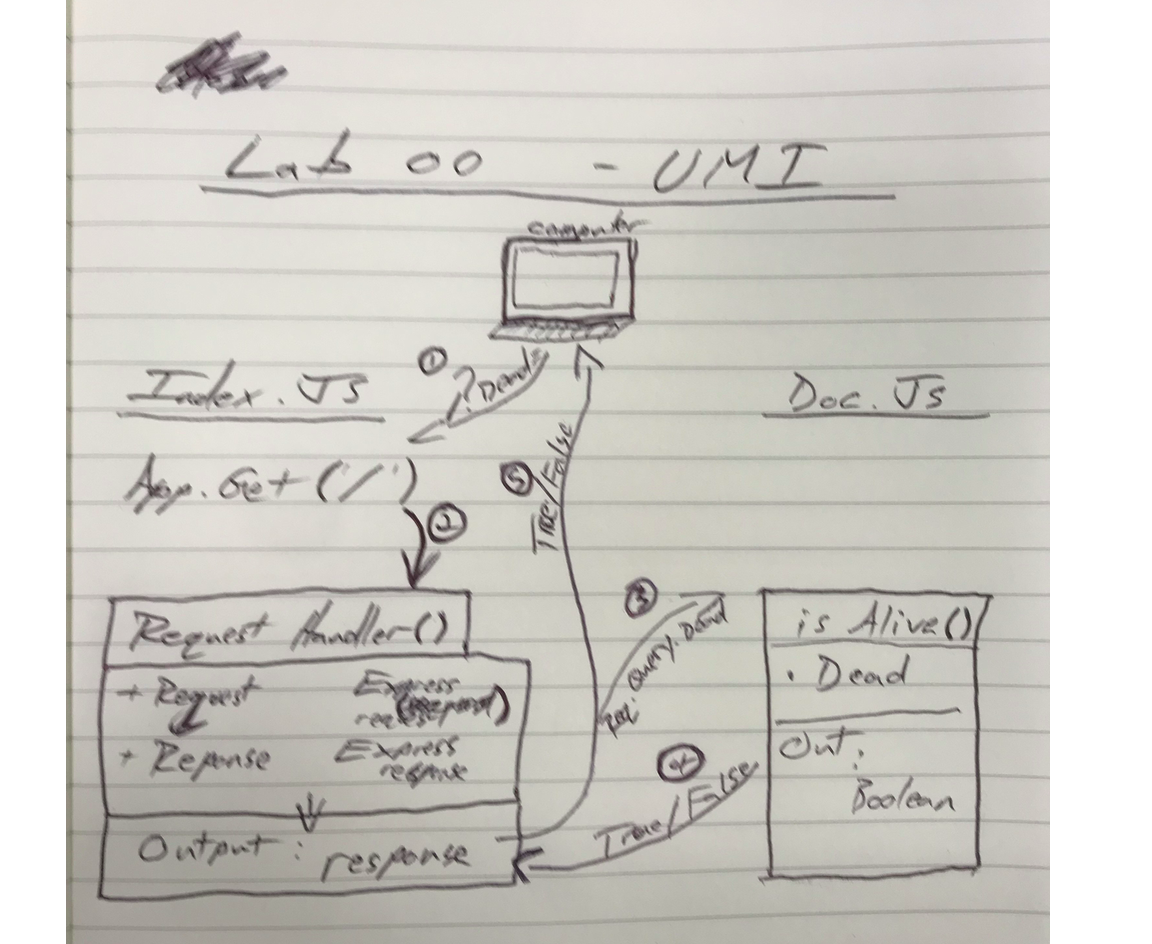 Lab 00 - UMI
computer
① ? Dead =
Index.JS
Doc.JS
App.Get('/')
②
⑤ True/False
③ req. Query.Dead
Request Handler()
+ Request Express request
+ Reponse Express response
Output: response
is Alive()
• Dead
Out:
Boolean
④ True/False